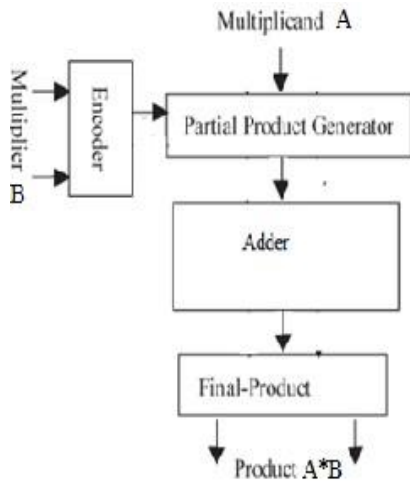 Multiplicand A
Multiplier
B
Encoder
Partial Product Generator
Adder
Final-Product
Product A*B